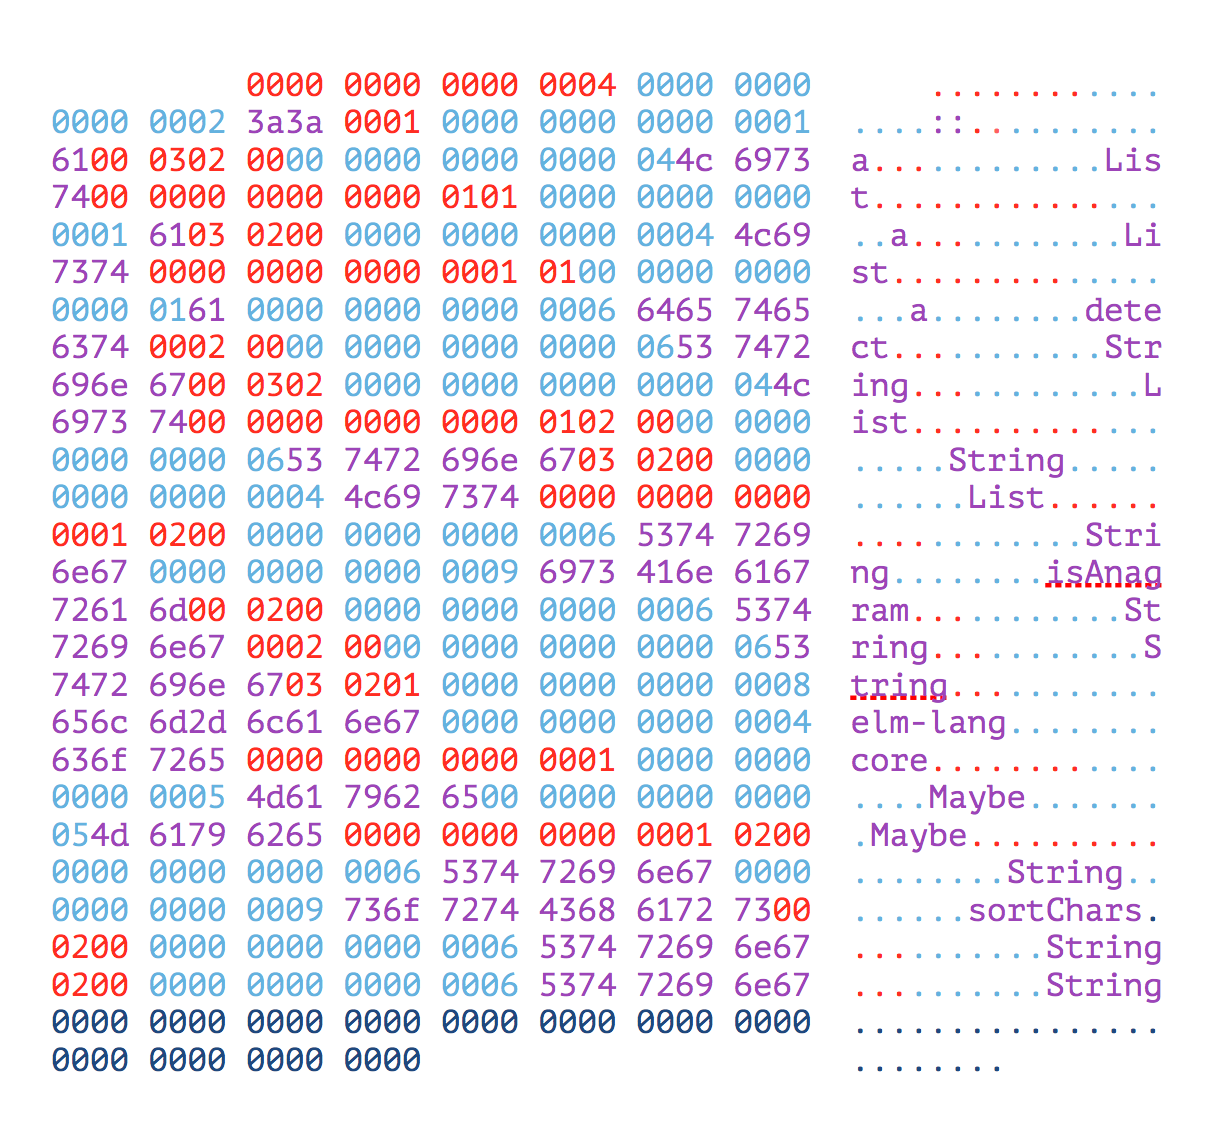 0000 0000 0000 0004 0000 0000 ............
0000 0002 3a3a 0001 0000 0000 0000 0001 ....::..........
6100 0302 0000 0000 0000 0000 044c 6973 a............Lis
7400 0000 0000 0000 0101 0000 0000 0000 t...............
0001 6103 0200 0000 0000 0000 0004 4c69 ..a...........Li
7374 0000 0000 0000 0001 0100 0000 0000 st..............
0000 0161 0000 0000 0000 0006 6465 7465 ...a........dete
6374 0002 0000 0000 0000 0000 0653 7472 ct...........Str
696e 6700 0302 0000 0000 0000 0000 044c ing............L
6973 7400 0000 0000 0000 0102 0000 0000 ist.............
0000 0000 0653 7472 696e 6703 0200 0000 .....String.....
0000 0000 0004 4c69 7374 0000 0000 0000 ......List......
0001 0200 0000 0000 0000 0006 5374 7269 ............Stri
6e67 0000 0000 0000 0009 6973 416e 6167 ng........isAnag
7261 6d00 0200 0000 0000 0000 0006 5374 ram...........St
7269 6e67 0002 0000 0000 0000 0000 0653 ring...........S
7472 696e 6703 0201 0000 0000 0000 0008 tring...........
656c 6d2d 6c61 6e67 0000 0000 0000 0004 elm-lang........
636f 7265 0000 0000 0000 0001 0000 0000 core............
0000 0005 4d61 7962 6500 0000 0000 0000 ....Maybe.......
054d 6179 6265 0000 0000 0000 0001 0200 .Maybe..........
0000 0000 0000 0006 5374 7269 6e67 0000 ........String..
0000 0000 0009 736f 7274 4368 6172 7300 ......sortChars.
0200 0000 0000 0000 0006 5374 7269 6e67 ..........String
0200 0000 0000 0000 0006 5374 7269 6e67 ..........String
0000 0000 0000 0000 0000 0000 0000 0000 ................
0000 0000 0000 0000 ........